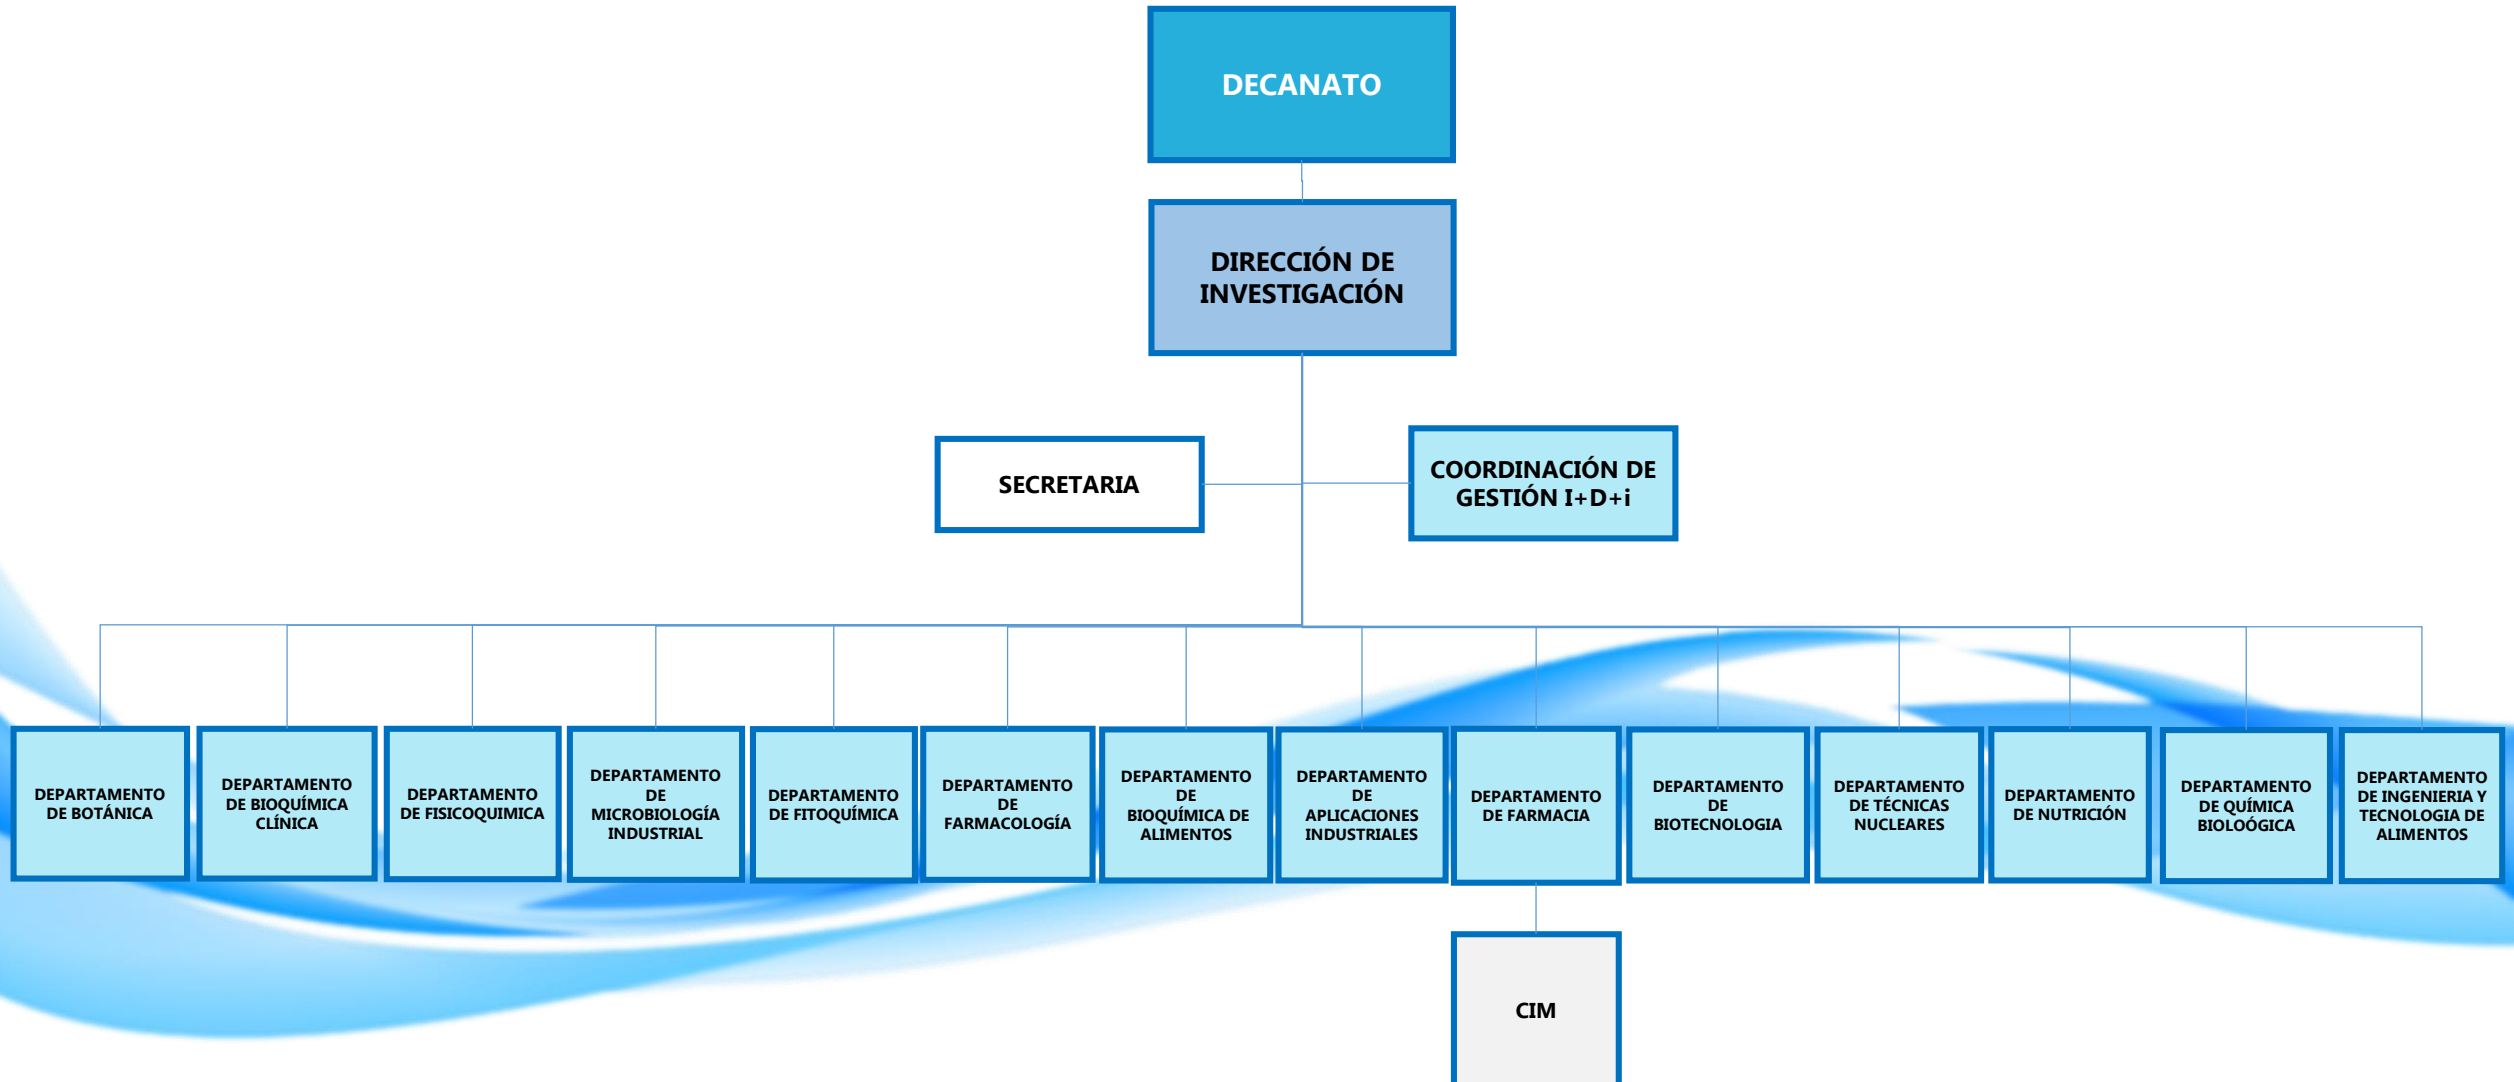 DECANATO
DIRECCIÓN DE
INVESTIGACIÓN
SECRETARIA
COORDINACIÓN DE
GESTIÓN I+D+i
DEPARTAMENTO
DE BOTÁNICA
DEPARTAMENTO
DE BIOQUÍMICA
CLÍNICA
DEPARTAMENTO
DE FISICOQUIMICA
DEPARTAMENTO
DE
MICROBIOLOGÍA
INDUSTRIAL
DEPARTAMENTO
DE FITOQUÍMICA
DEPARTAMENTO
DE
FARMACOLOGÍA
DEPARTAMENTO
DE
BIOQUÍMICA DE
ALIMENTOS
DEPARTAMENTO
DE
APLICACIONES
INDUSTRIALES
DEPARTAMENTO
DE FARMACIA
DEPARTAMENTO
DE
BIOTECNOLOGIA
DEPARTAMENTO
DE TÉCNICAS
NUCLEARES
DEPARTAMENTO
DE NUTRICIÓN
DEPARTAMENTO
DE QUÍMICA
BIOLOÓGICA
DEPARTAMENTO
DE INGENIERIA Y
TECNOLOGIA DE
ALIMENTOS
CIM